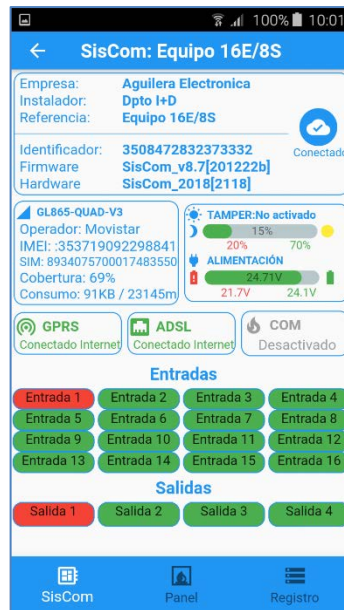 100% 10:01
SisCom: Equipo 16E/8S
Empresa: Aguilera Electronica
Instalador: Dpto I+D
Referencia: Equipo 16E/8S
Identificador: 3508472832373332
Firmware SisCom_v8.7[201222b]
Hardware SisCom_2018[2118]
Conectado
GL865-QUAD-V3
Operador: Movistar
IMEI: :353719092298841
SIM: 8934075700017483550
Cobertura: 69%
Consumo: 91KB / 23145m
TAMPER:No activado
15%
20% 70%
ALIMENTACIÓN
24.71V
21.7V 24.1V
GPRS
Conectado Internet
ADSL
Conectado Internet
COM
Desactivado
Entradas
Entrada 1 Entrada 2 Entrada 3 Entrada 4
Entrada 5 Entrada 6 Entrada 7 Entrada 8
Entrada 9 Entrada 10 Entrada 11 Entrada 12
Entrada 13 Entrada 14 Entrada 15 Entrada 16
Salidas
Salida 1 Salida 2 Salida 3 Salida 4
SisCom Panel Registro